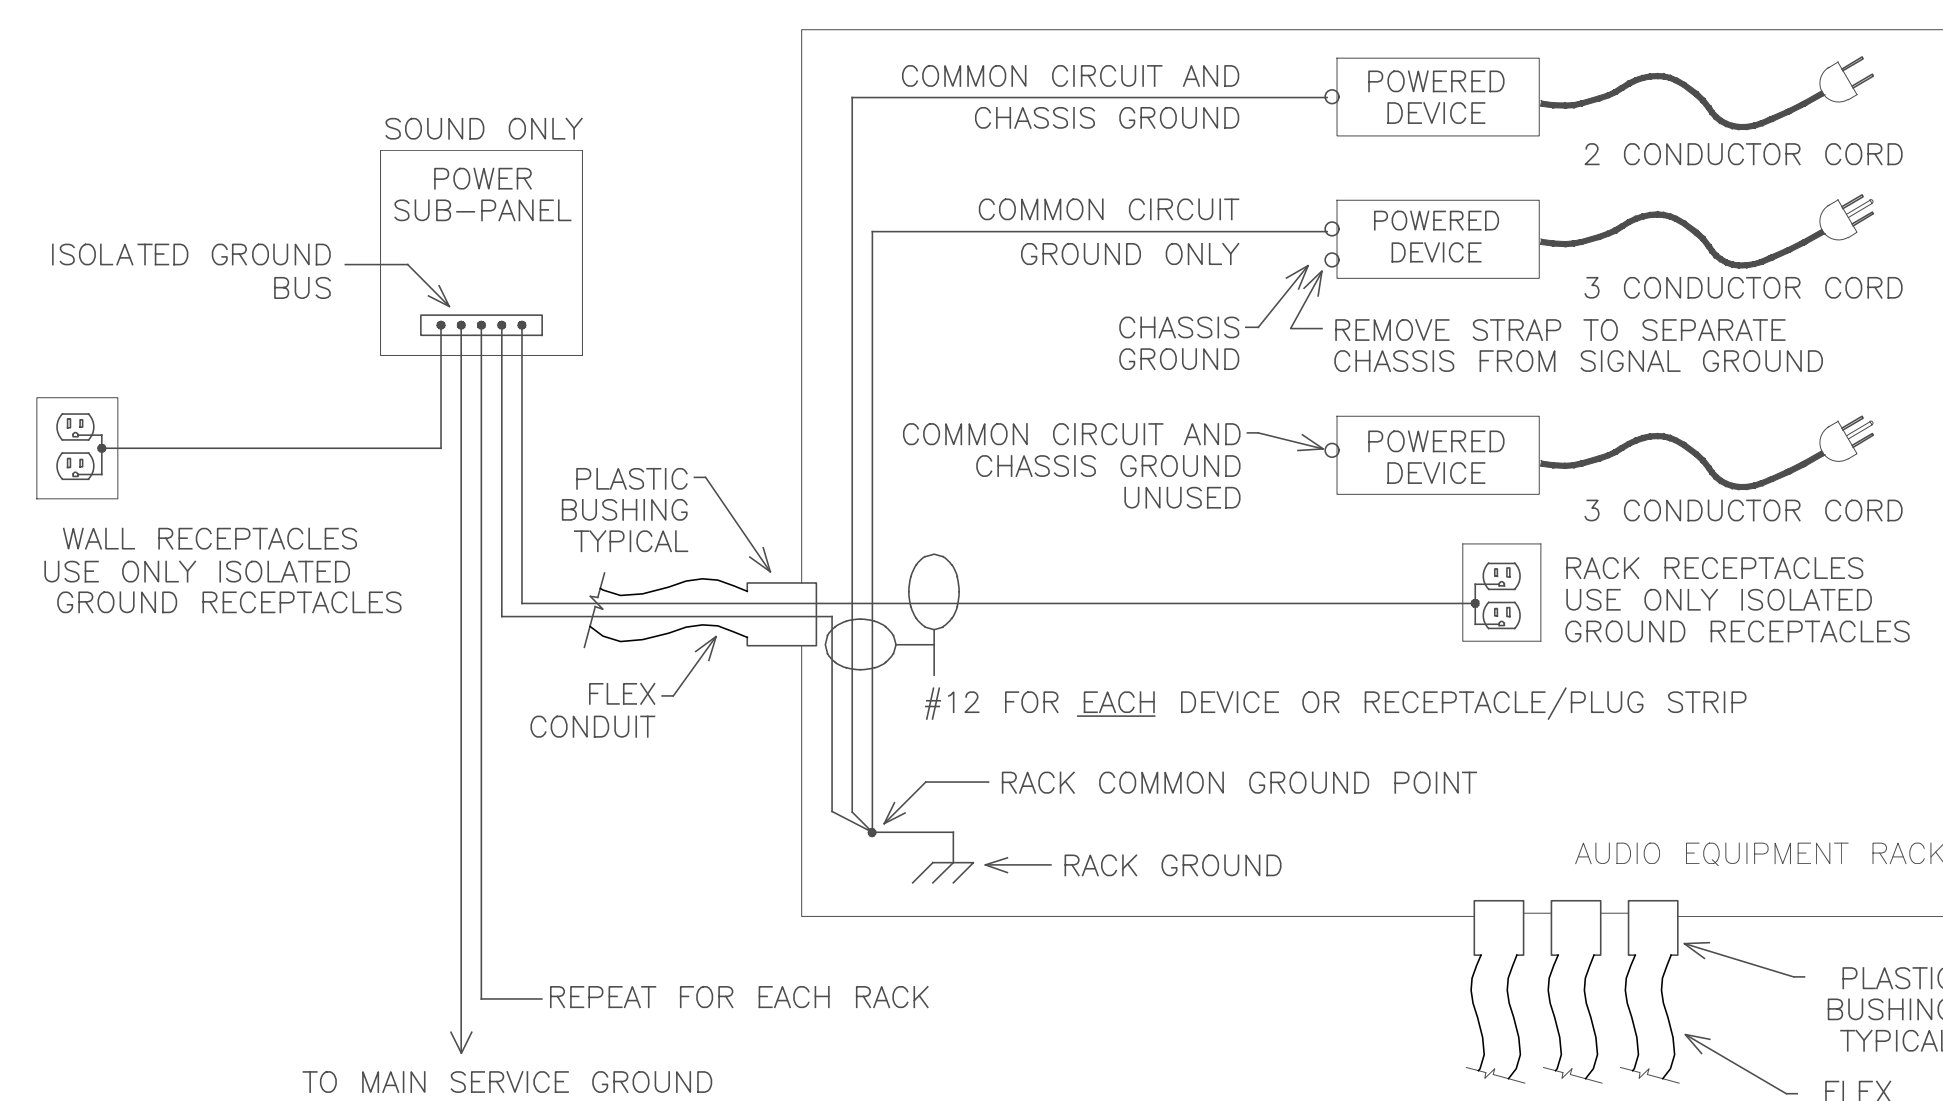 SOUND ONLY
POWER
SUB-PANEL
ISOLATED GROUND
BUS
WALL RECEPTACLES
USE ONLY ISOLATED
GROUND RECEPTACLES
PLASTIC
BUSHING
TYPICAL
FLEX
CONDUIT
REPEAT FOR EACH RACK
TO MAIN SERVICE GROUND
COMMON CIRCUIT AND
CHASSIS GROUND
POWERED
DEVICE
2 CONDUCTOR CORD
COMMON CIRCUIT
GROUND ONLY
POWERED
DEVICE
3 CONDUCTOR CORD
CHASSIS
GROUND
REMOVE STRAP TO SEPARATE
CHASSIS FROM SIGNAL GROUND
COMMON CIRCUIT AND
CHASSIS GROUND
UNUSED
POWERED
DEVICE
3 CONDUCTOR CORD
RACK RECEPTACLES
USE ONLY ISOLATED
GROUND RECEPTACLES
#12 FOR EACH DEVICE OR RECEPTACLE/PLUG STRIP
RACK COMMON GROUND POINT
RACK GROUND
AUDIO EQUIPMENT RACK
PLASTIC
BUSHING
TYPICAL
FLEX